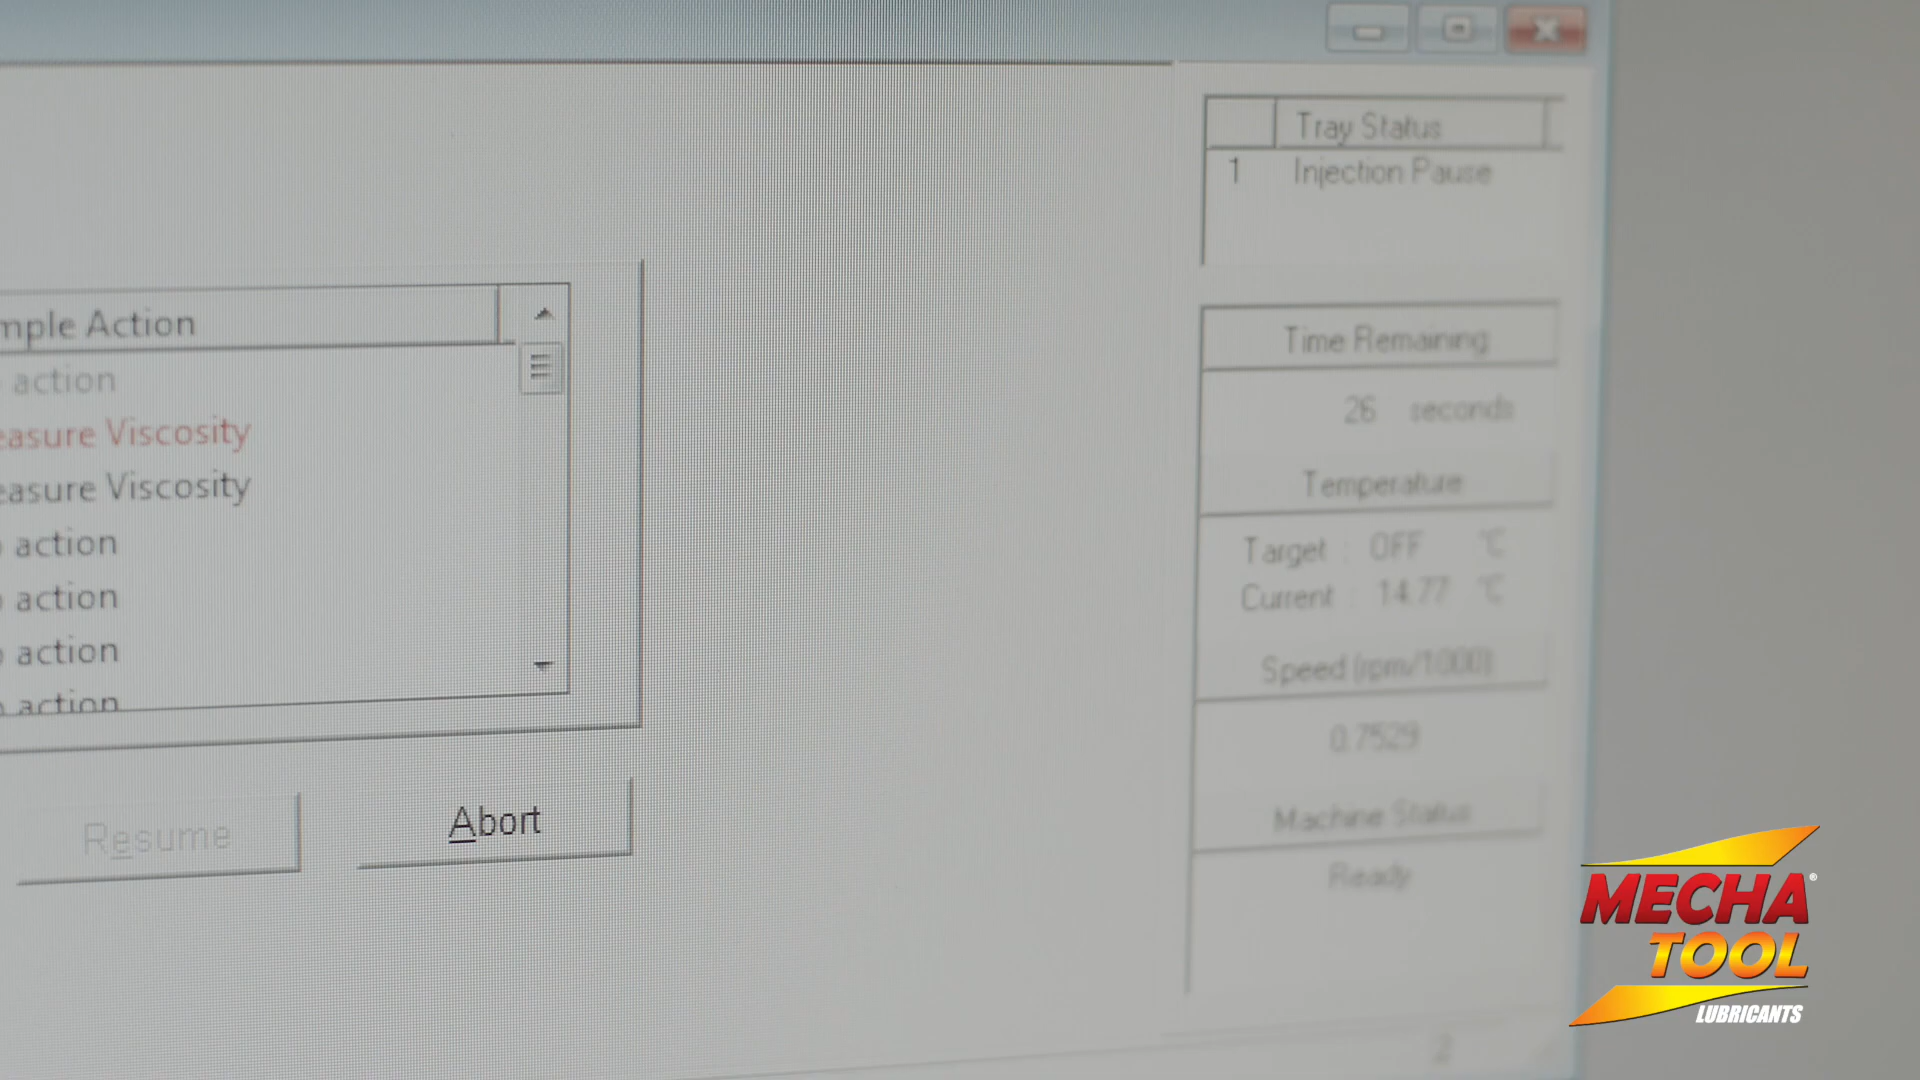 Tray Status
1 Injection Pause
mple Action
action
easure Viscosity
easure Viscosity
action
action
action
action
Resume
Abort
Time Remaining
26 seconds
Temperature
Target : OFF °C
Current : 14.77 °C
Speed (rpm/1000)
0.7529
Machine Status
Ready
2
MECHA®
TOOL
LUBRICANTS